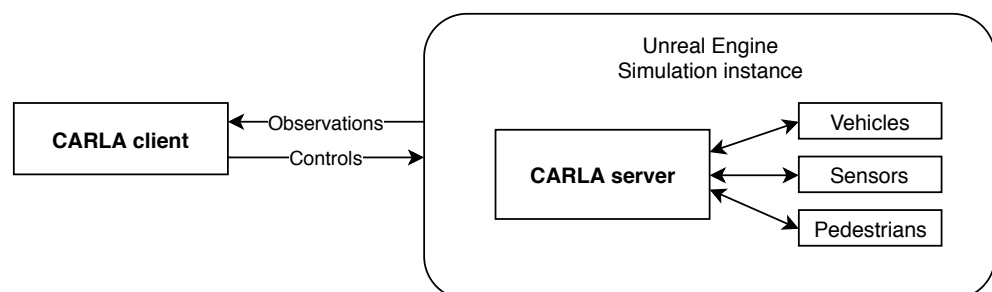 Unreal Engine
Simulation instance
CARLA client
Observations
Controls
CARLA server
Vehicles
Sensors
Pedestrians